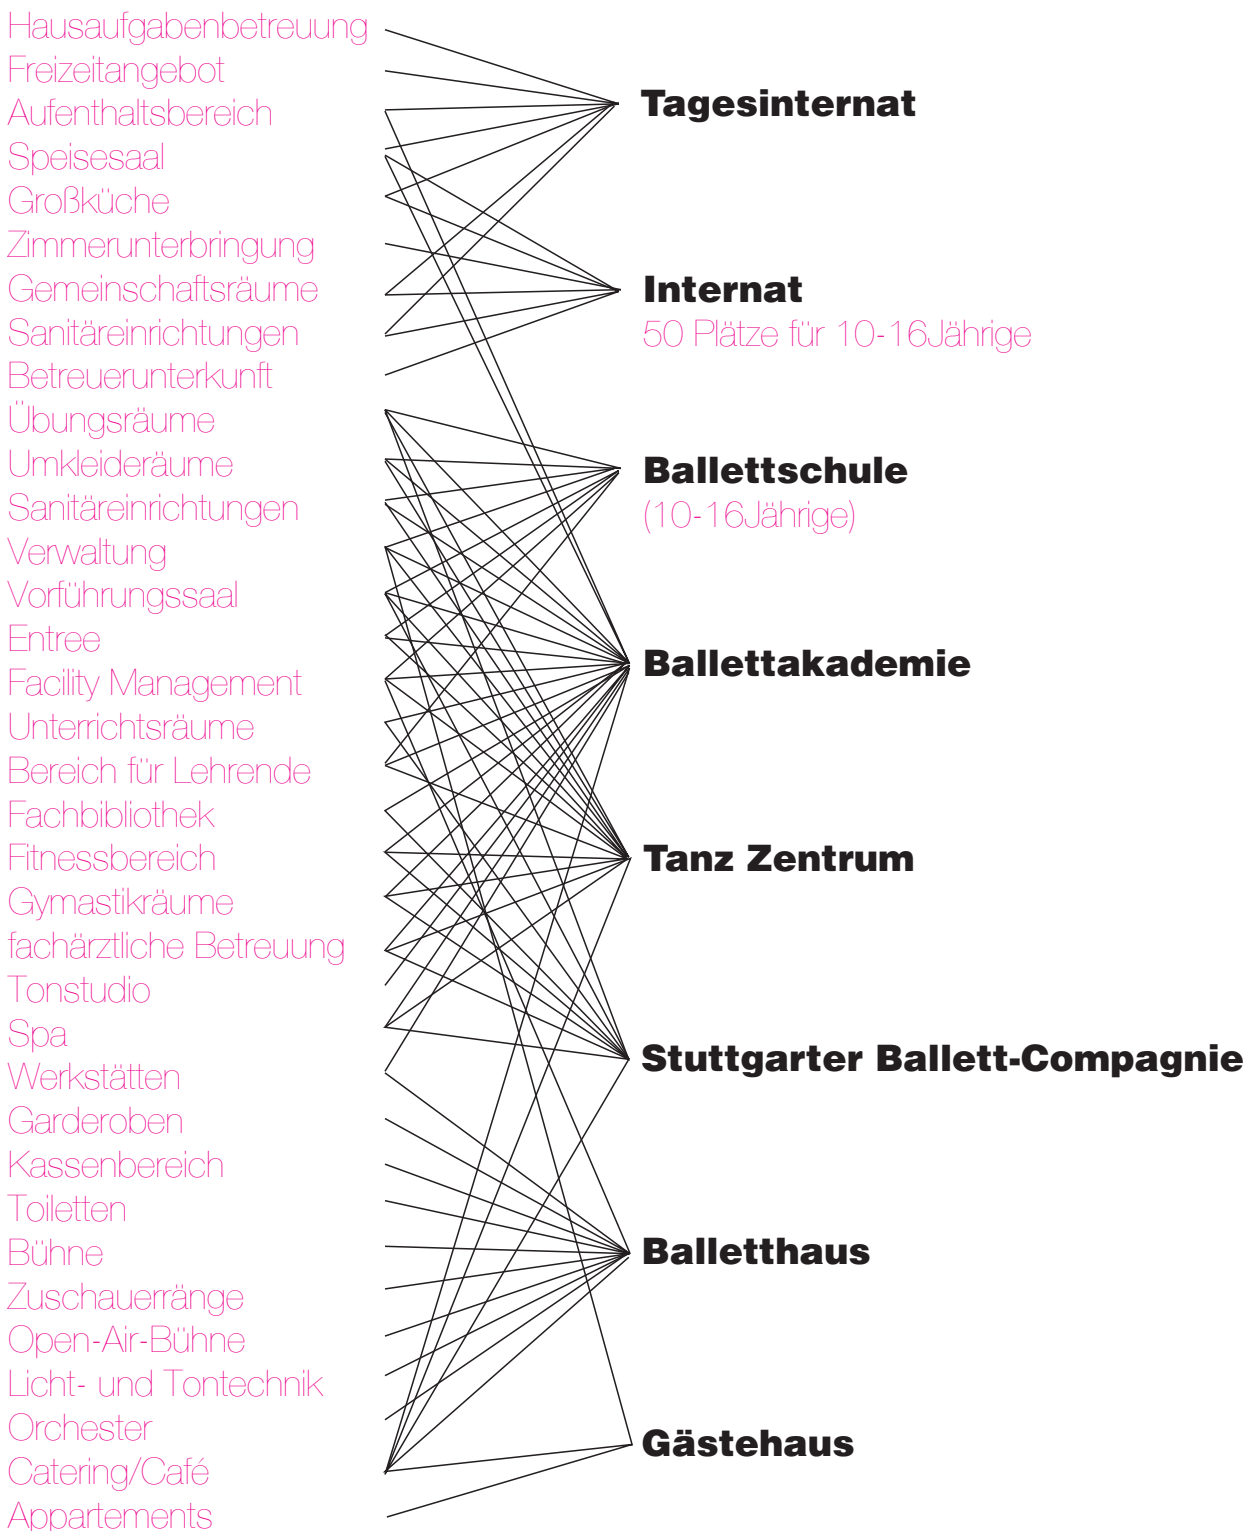 Hausaufgabenbetreuung
Freizeitangebot
Aufenthaltsbereich
Speisesaal
Großküche
Zimmerunterbringung
Gemeinschaftsräume
Sanitäreinrichtungen
Betreuerunterkunft
Übungsräume
Umkleideräume
Sanitäreinrichtungen
Verwaltung
Vorführungssaal
Entree
Facility Management
Unterrichtsräume
Bereich für Lehrende
Fachbibliothek
Fitnessbereich
Gymastikräume
fachärztliche Betreuung
Tonstudio
Spa
Werkstätten
Garderoben
Kassenbereich
Toiletten
Bühne
Zuschauerränge
Open-Air-Bühne
Licht- und Tontechnik
Orchester
Catering/Café
Appartements
Tagesinternat
Internat
50 Plätze für 10-16Jährige
Ballettschule
(10-16Jährige)
Ballettakademie
Tanz Zentrum
Stuttgarter Ballett-Compagnie
Balletthaus
Gästehaus